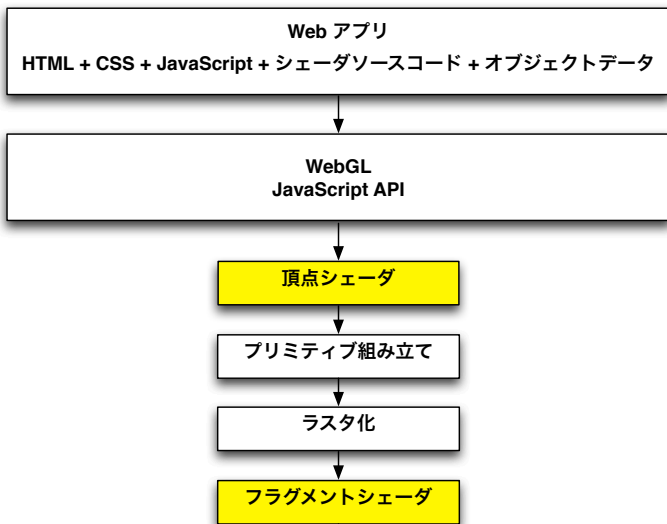 Web アプリ
HTML + CSS + JavaScript + シェーダソースコード + オブジェクトデータ
WebGL
JavaScript API
頂点シェーダ
プリミティブ組み立て
ラスタ化
フラグメントシェーダ